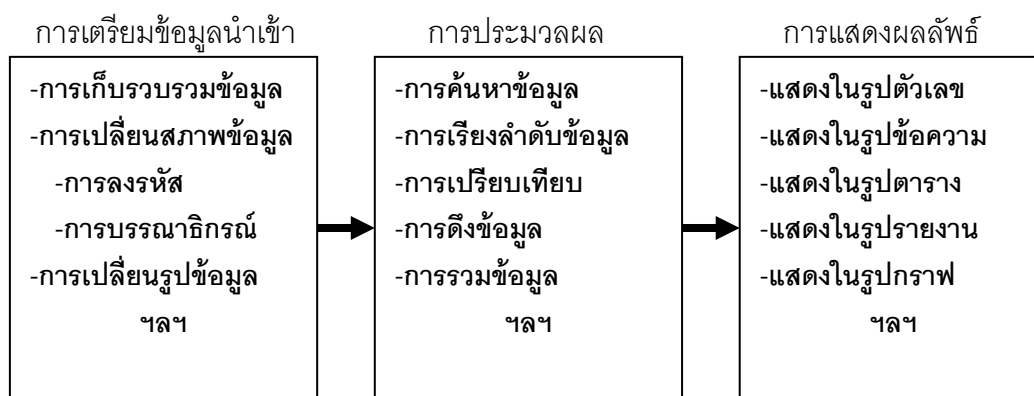 การเตรียมข้อมูลนำเข้า
-การเก็บรวบรวมข้อมูล
-การเปลี่ยนสภาพข้อมูล
-การลงรหัส
-การบรรณาธิกรณ์
-การเปลี่ยนรูปข้อมูล
ฯลฯ
การประมวลผล
-การค้นหาข้อมูล
-การเรียงลำดับข้อมูล
-การเปรียบเทียบ
-การดึงข้อมูล
-การรวมข้อมูล
ฯลฯ
การแสดงผลลัพธ์
-แสดงในรูปตัวเลข
-แสดงในรูปข้อความ
-แสดงในรูปตาราง
-แสดงในรูปรายงาน
-แสดงในรูปกราฟ
ฯลฯ